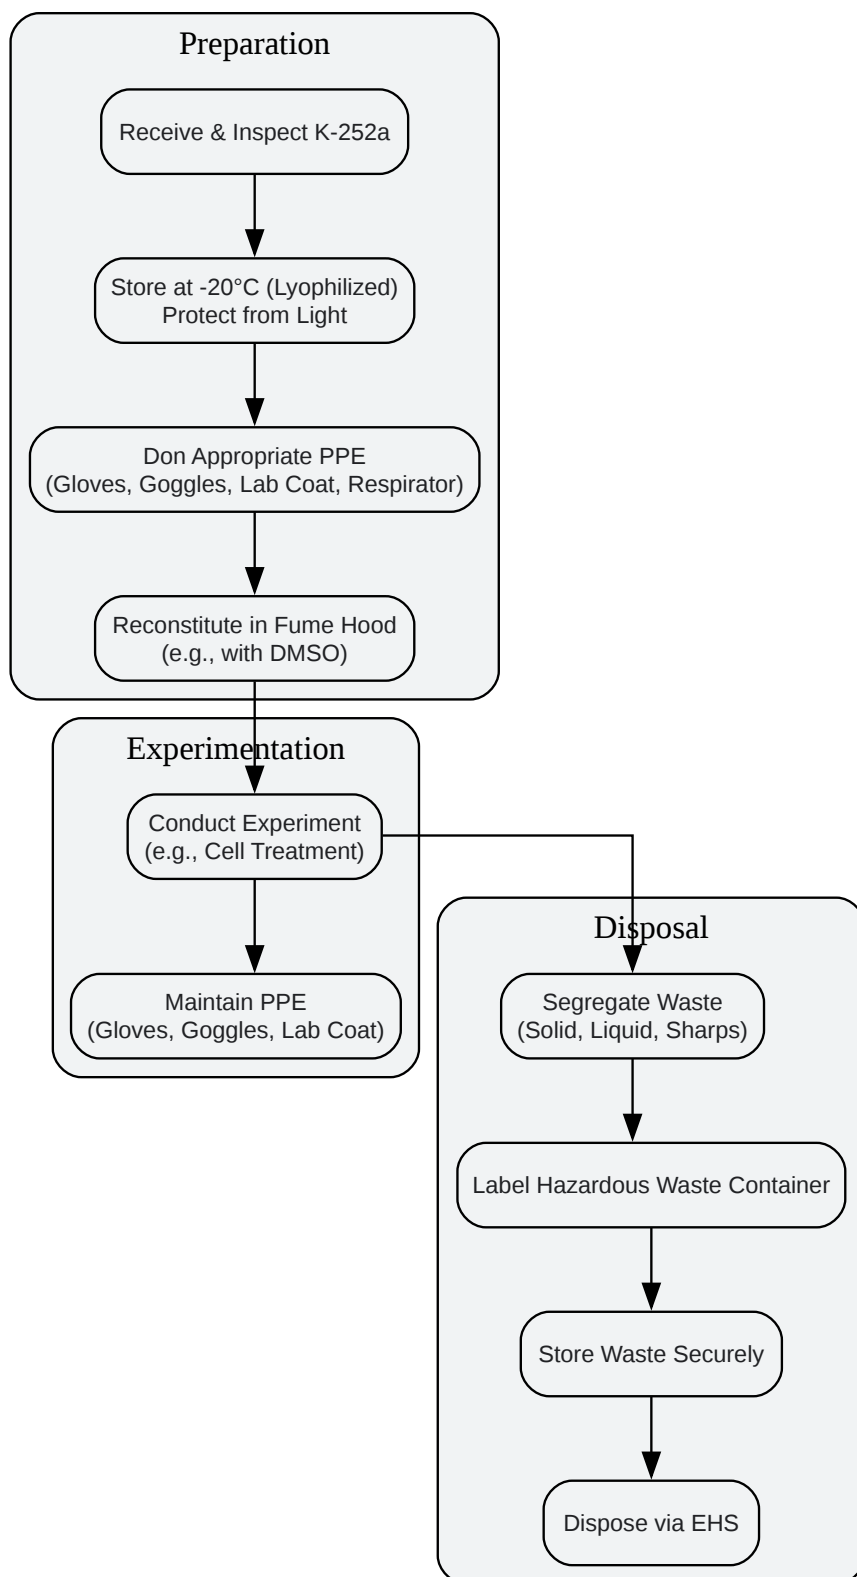 Preparation
Receive & Inspect K-252a
Store at -20°C (Lyophilized)
Protect from Light
Don Appropriate PPE
(Gloves, Goggles, Lab Coat, Respirator)
Reconstitute in Fume Hood
(e.g., with DMSO)
Experimentation
Conduct Experiment
(e.g., Cell Treatment)
Maintain PPE
(Gloves, Goggles, Lab Coat)
Disposal
Segregate Waste
(Solid, Liquid, Sharps)
Label Hazardous Waste Container
Store Waste Securely
Dispose via EHS